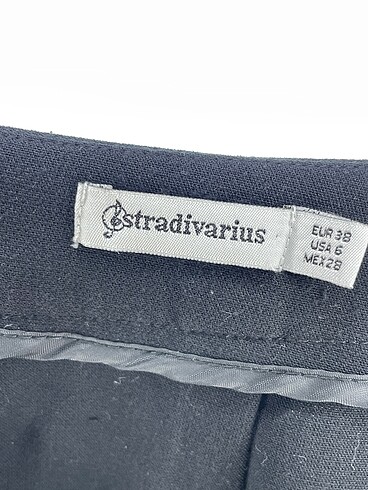 stradivarius
EUR 38
USA 6
MEX 28